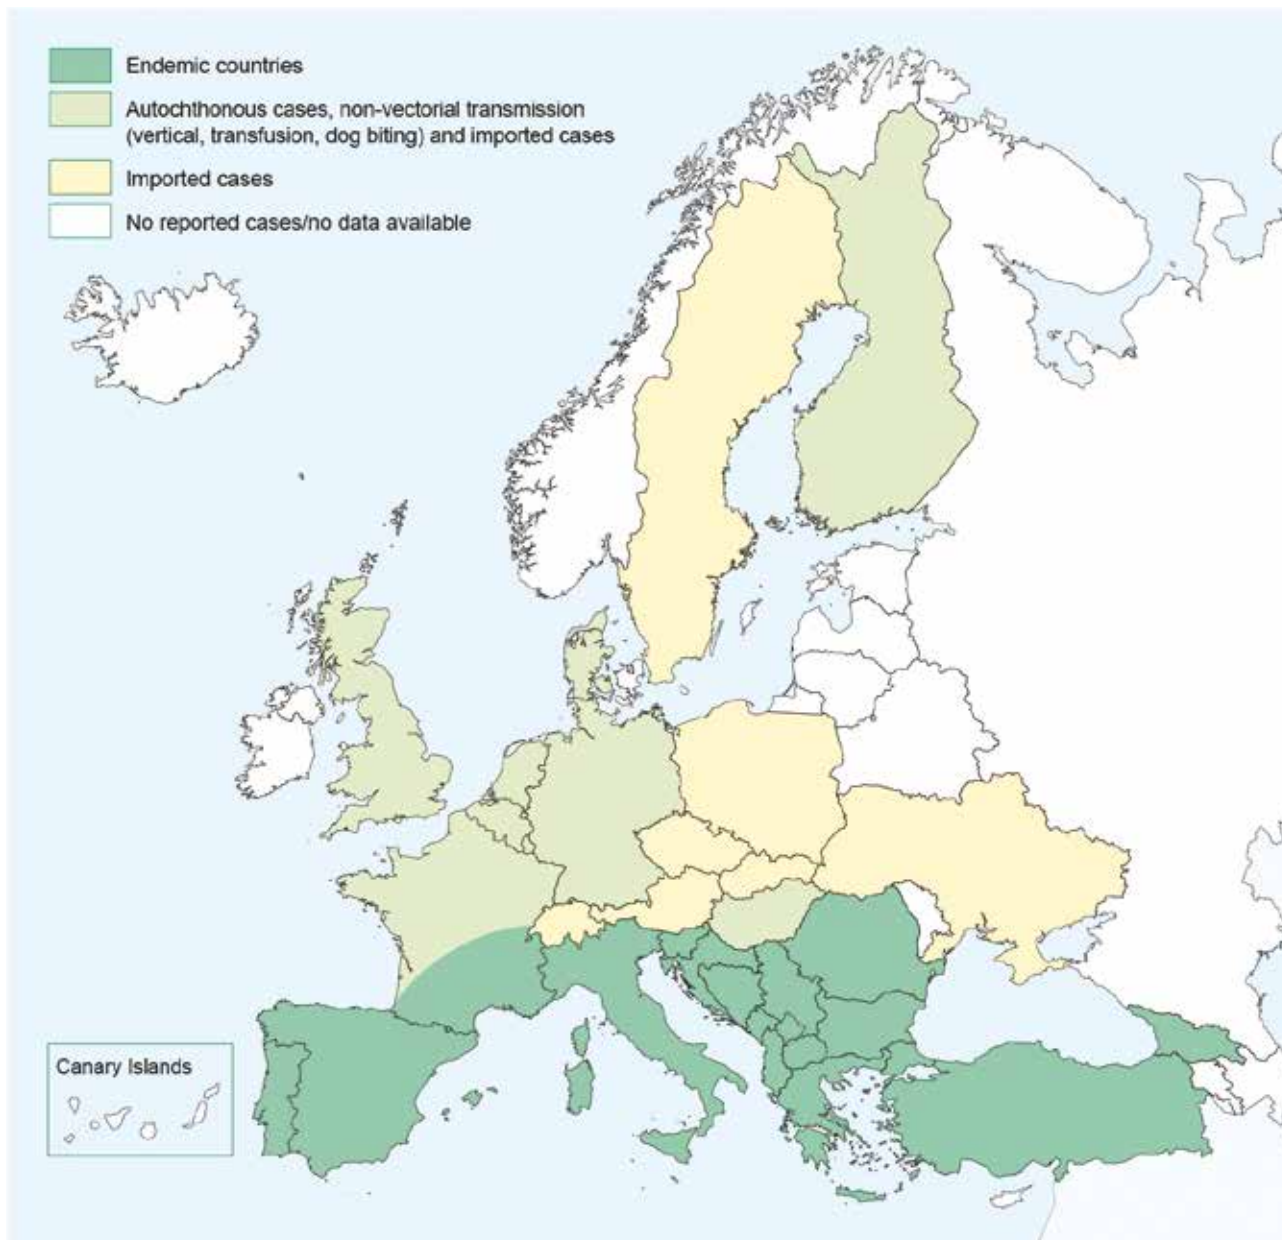 Endemic countries
Autochthonous cases, non-vectorial transmission
(vertical, transfusion, dog biting) and imported cases
Imported cases
No reported cases/no data available
Canary Islands